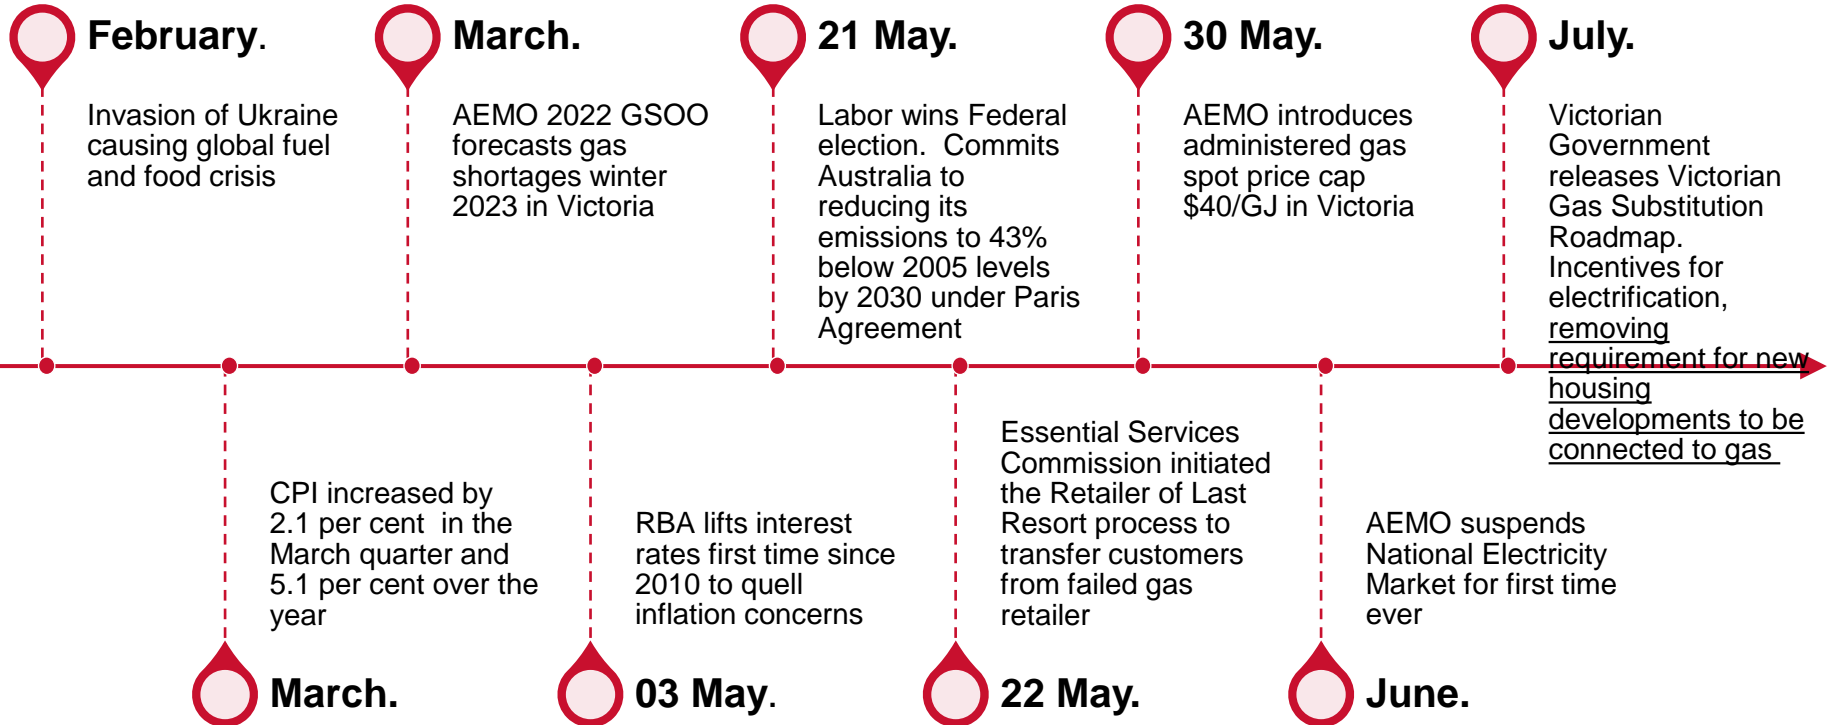 February.
Invasion of Ukraine
causing global fuel
and food crisis
March.
AEMO 2022 GSOO
forecasts gas
shortages winter
2023 in Victoria
21 May.
Labor wins Federal
election.  Commits
Australia to
reducing its
emissions to 43%
below 2005 levels
by 2030 under Paris
Agreement
30 May.
AEMO introduces
administered gas
spot price cap
$40/GJ in Victoria
July.
Victorian
Government
releases Victorian
Gas Substitution
Roadmap.
Incentives for
electrification,
removing
requirement for new
housing
developments to be
connected to gas
CPI increased by
2.1 per cent  in the
March quarter and
5.1 per cent over the
year
March.
RBA lifts interest
rates first time since
2010 to quell
inflation concerns
03 May.
Essential Services
Commission initiated
the Retailer of Last
Resort process to
transfer customers
from failed gas
retailer
22 May.
AEMO suspends
National Electricity
Market for first time
ever
June.